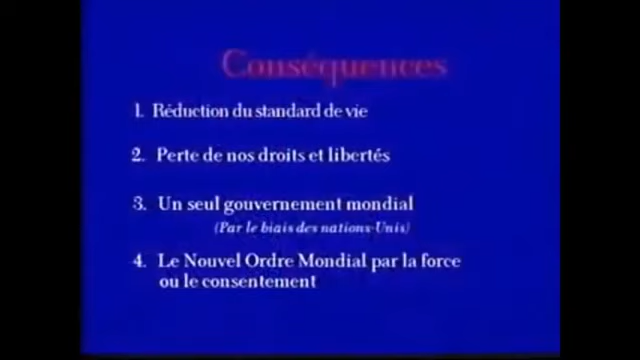 Conséquences
1. Réduction du standard de vie
2. Perte de nos droits et libertés
3. Un seul gouvernement mondial
(Par le biais des nations-Unis)
4. Le Nouvel Ordre Mondial par la force
ou le consentement